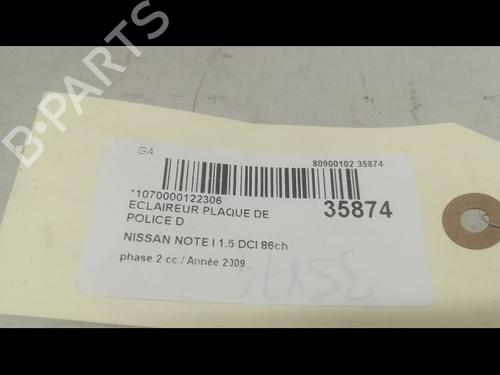 GA
80900102 35874
*1070000122306
ECLAIREUR PLAQUE DE
POLICE D
35874
NISSAN NOTE I 1.5 DCI 86ch
phase 2 cc / Année 2009
35874
B-PARTS